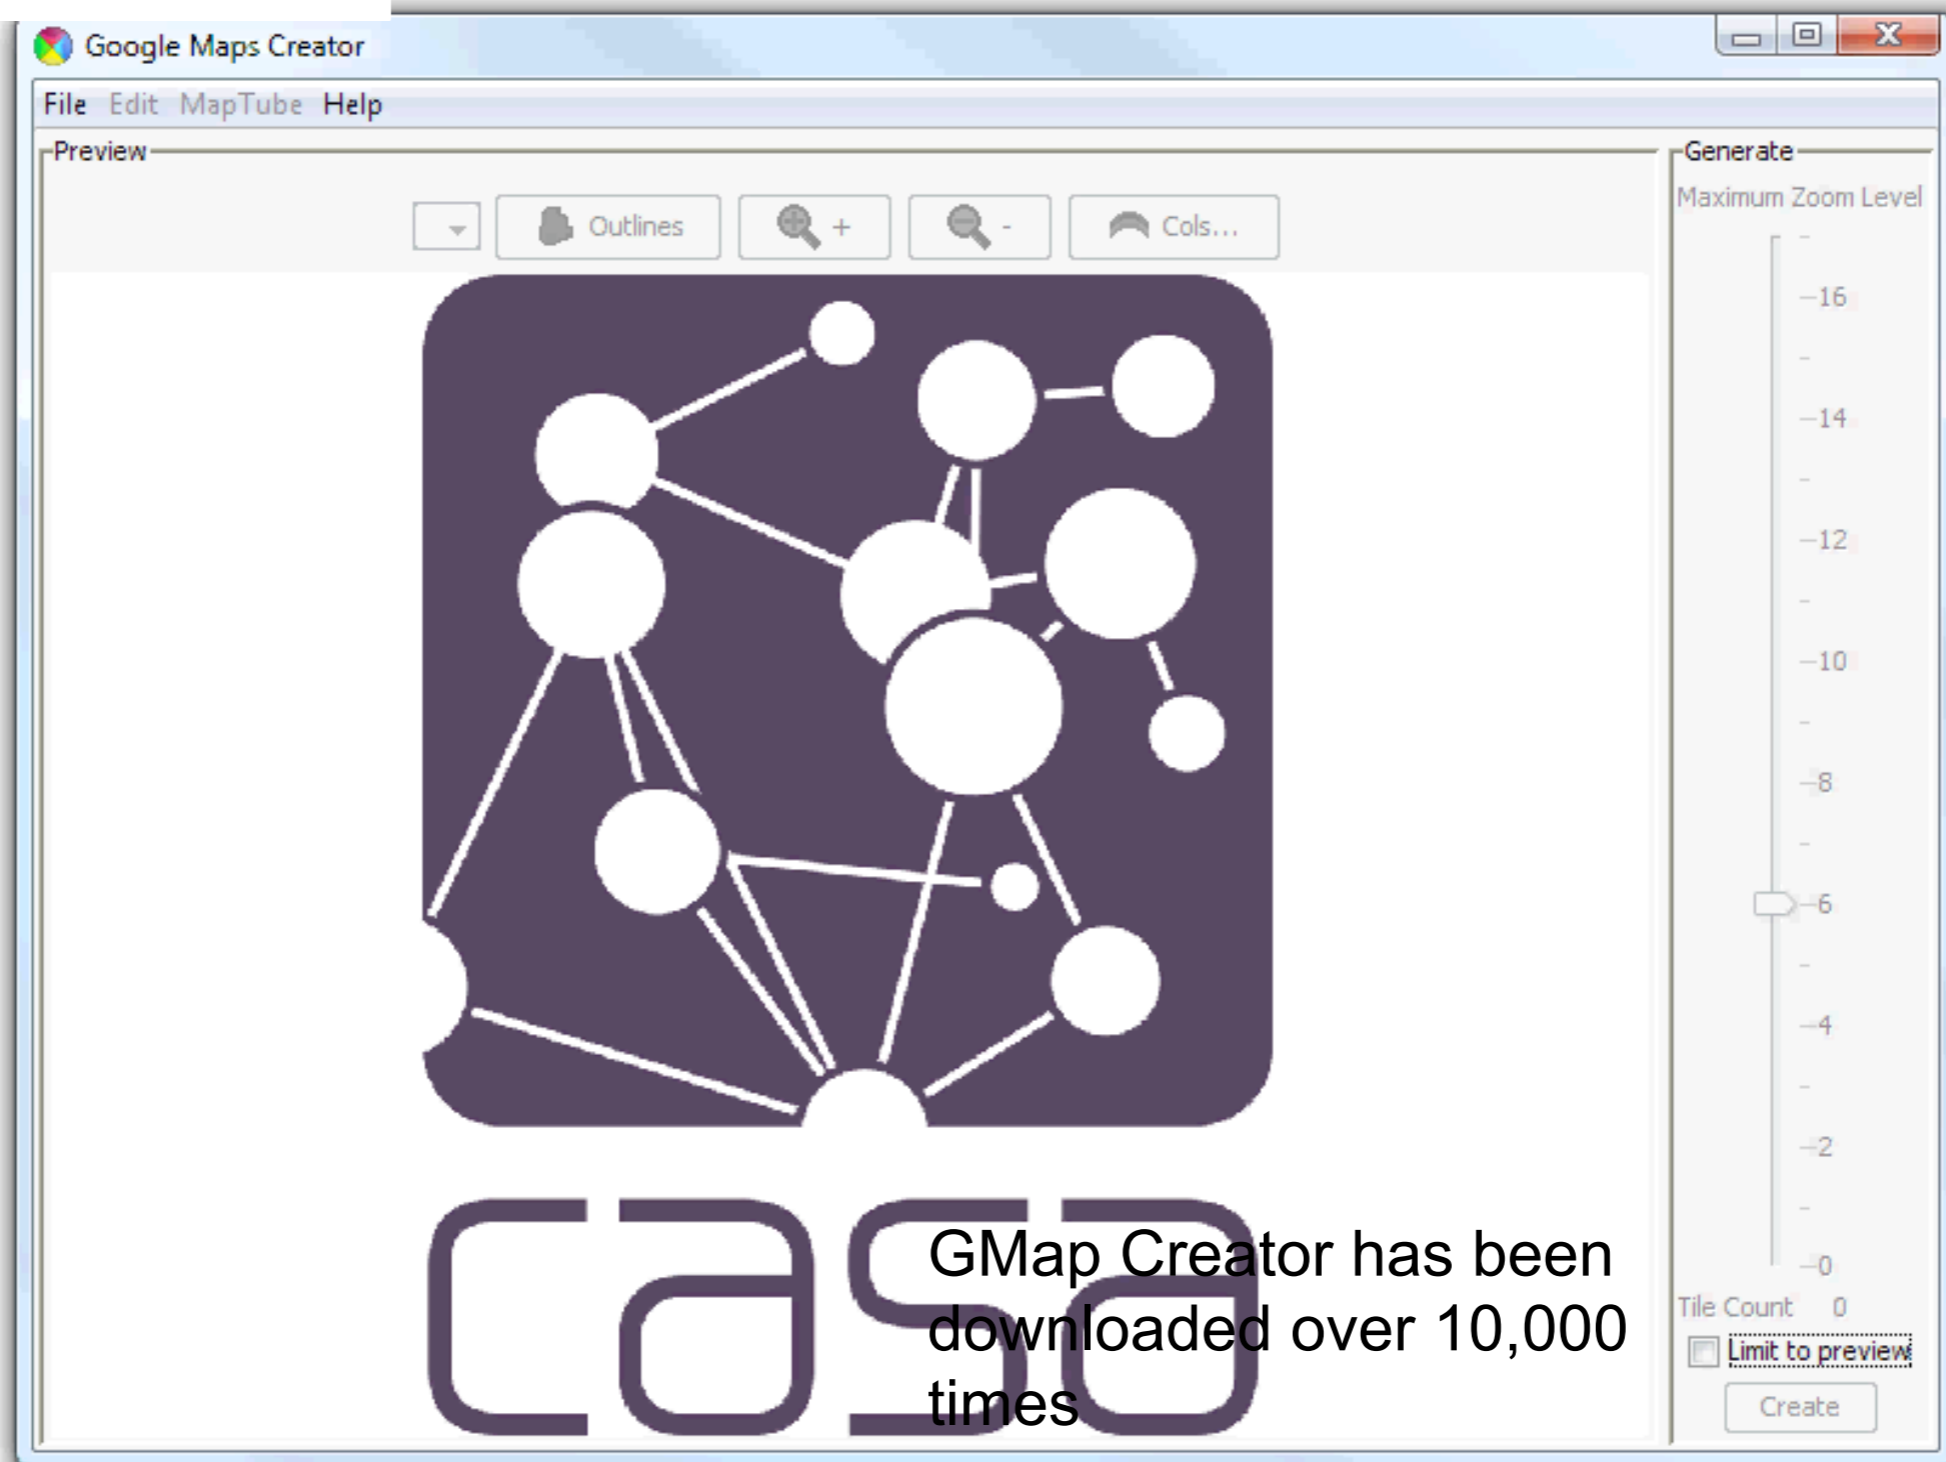 Google Maps Creator
File Edit MapTube Help
Preview
Outlines + - Cols...
Generate
Maximum Zoom Level
16
14
12
10
8
6
4
2
0
Tile Count 0
Limit to preview
Create
casa
GMap Creator has been
downloaded over 10,000
times